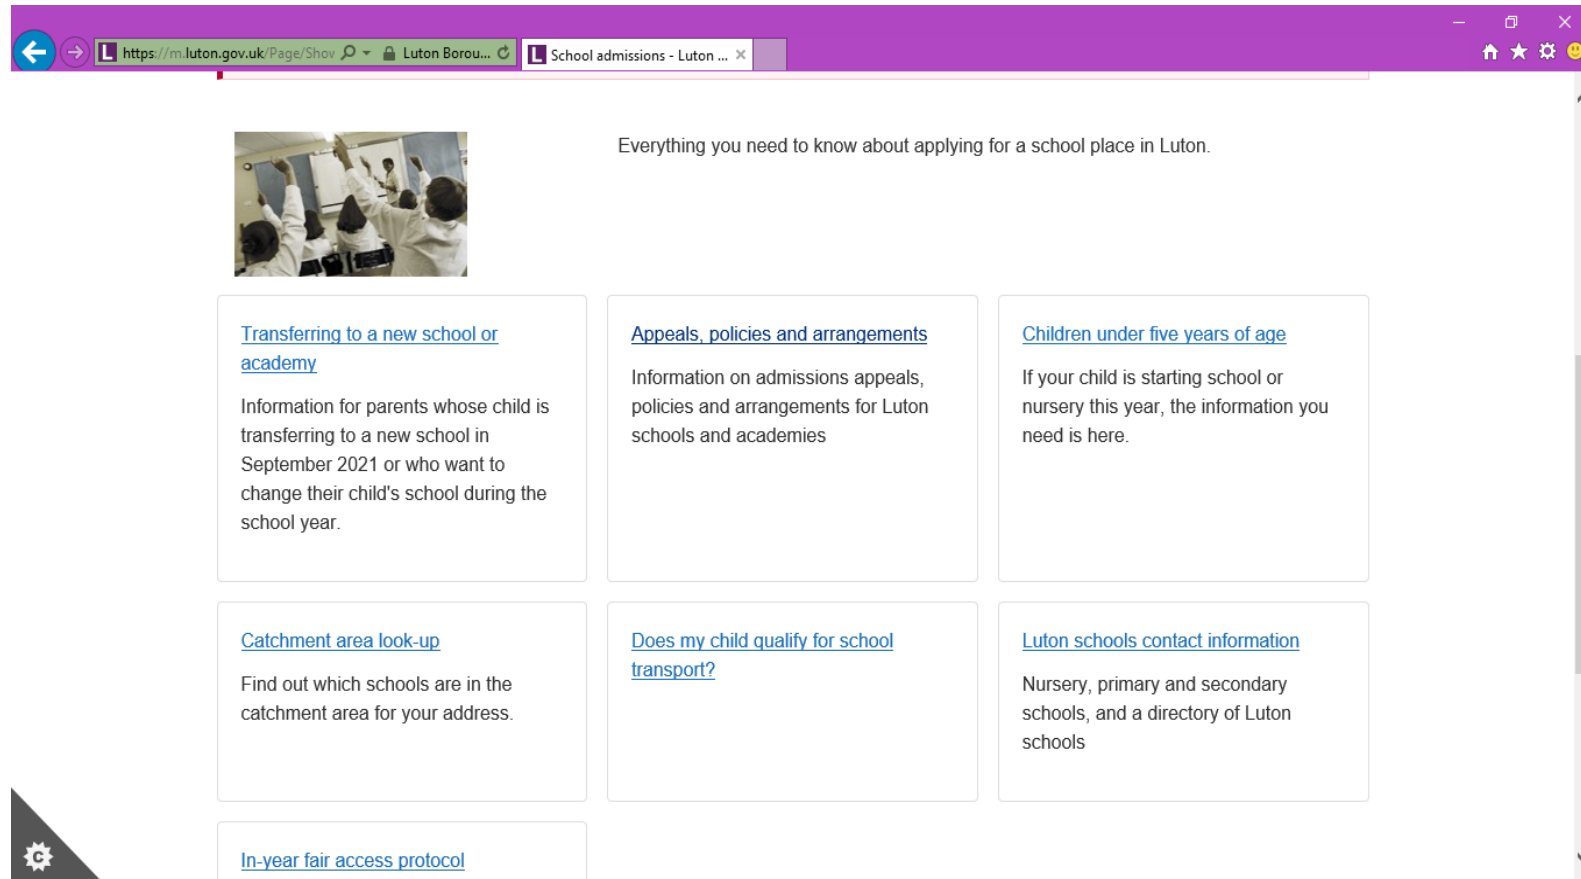 https://m.luton.gov.uk/Page/Shov
Luton Borou...
School admissions - Luton ...
Everything you need to know about applying for a school place in Luton.
Transferring to a new school or
academy
Information for parents whose child is
transferring to a new school in
September 2021 or who want to
change their child's school during the
school year.
Appeals, policies and arrangements
Information on admissions appeals,
policies and arrangements for Luton
schools and academies
Children under five years of age
If your child is starting school or
nursery this year, the information you
need is here.
Catchment area look-up
Find out which schools are in the
catchment area for your address.
Does my child qualify for school
transport?
Luton schools contact information
Nursery, primary and secondary
schools, and a directory of Luton
schools
In-year fair access protocol